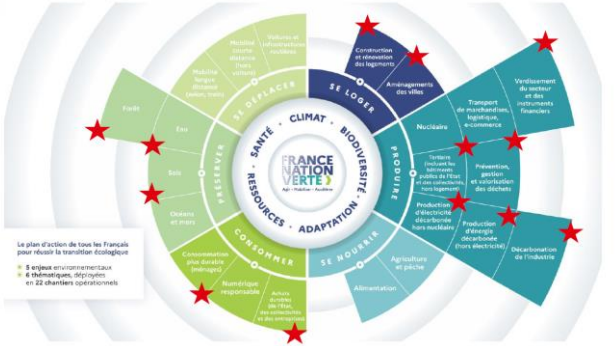 Mobilité
courte
distance
(hors
voiture)
Voitures et
infrastructures
routières
Mobilité
longue
distance
(avion, train)
SE DÉPLACER
Construction
et rénovation
des logements
Aménagements
des villes
SE LOGER
Verdissement
du secteur
et des
instruments
financiers
Transport
de marchandises,
logistique,
e-commerce
Nucléaire
Tertiaire
(incluant les
bâtiments
publics de l'État
et des collectivités,
hors logement)
Prévention,
gestion
et valorisation
des déchets
PRODUIRE
Production
d'électricité
décarbonée
hors nucléaire
Production
d'énergie
décarbonée
(hors électricité)
Décarbonation
de l'industrie
Forêts
Eau
Sols
Océans
et mers
PRÉSERVER
SANTÉ · CLIMAT · BIODIVERSITÉ · ADAPTATION · RESSOURCES ·
FRANCE
NATION
VERTE
Agir • Mobiliser • Accélérer
CONSOMMER
Consommation
plus durable
(ménages)
Numérique
responsable
Achats
durables
de l'État,
des collectivités
et des entreprises
SE NOURRIR
Agriculture
et pêche
Alimentation
Le plan d'action de tous les Français
pour réussir la transition écologique
5 enjeux environnementaux
6 thématiques, déployées
en 22 chantiers opérationnels